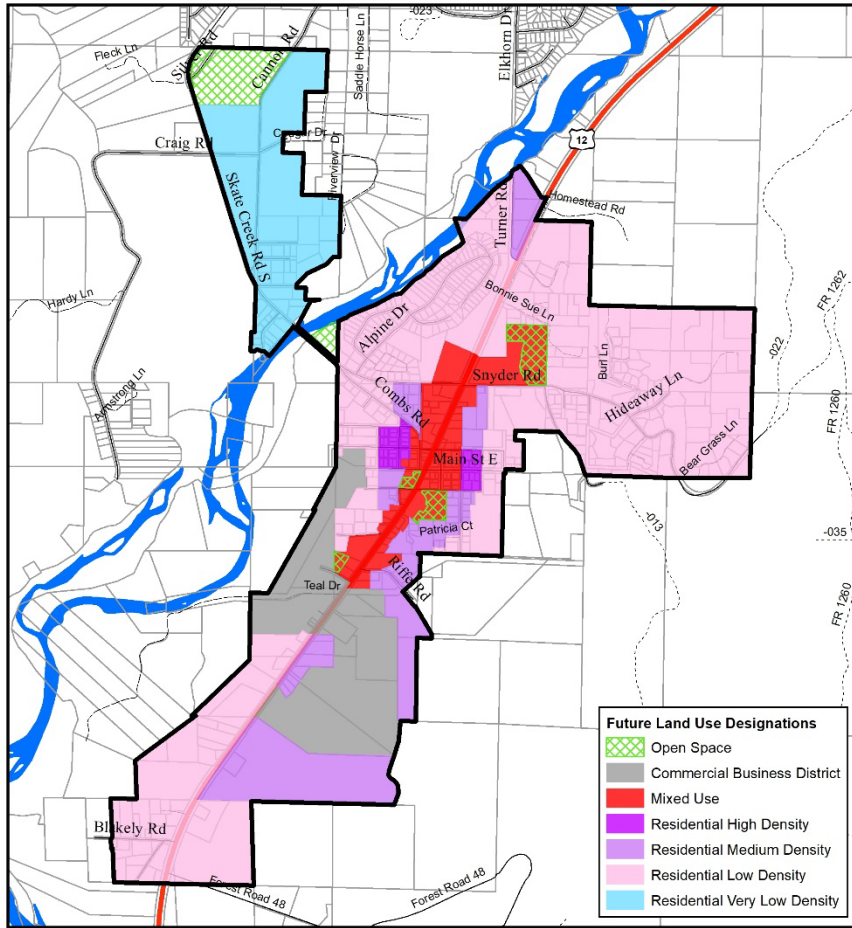 -023
Fleck Ln
Silver Rd
Cannon Rd
Saddle Horse Ln
Elkhorn Dr
12
Craig Rd
Cougar Dr
Riverview Dr
Skate Creek Rd S
Turner Rd
Homestead Rd
Hardy Ln
Bonnie Sue Ln
Alpine Dr
FR 1262
-022
Burl Ln
Snyder Rd
Armstrong Ln
Combs Rd
Hideaway Ln
FR 1260
Main St E
Bear Grass Ln
-013
-035
Patricia Ct
Riffe Rd
Teal Dr
FR 1260
Blakely Rd
Forest Road 48
Forest Road 48
Future Land Use Designations
Open Space
Commercial Business District
Mixed Use
Residential High Density
Residential Medium Density
Residential Low Density
Residential Very Low Density